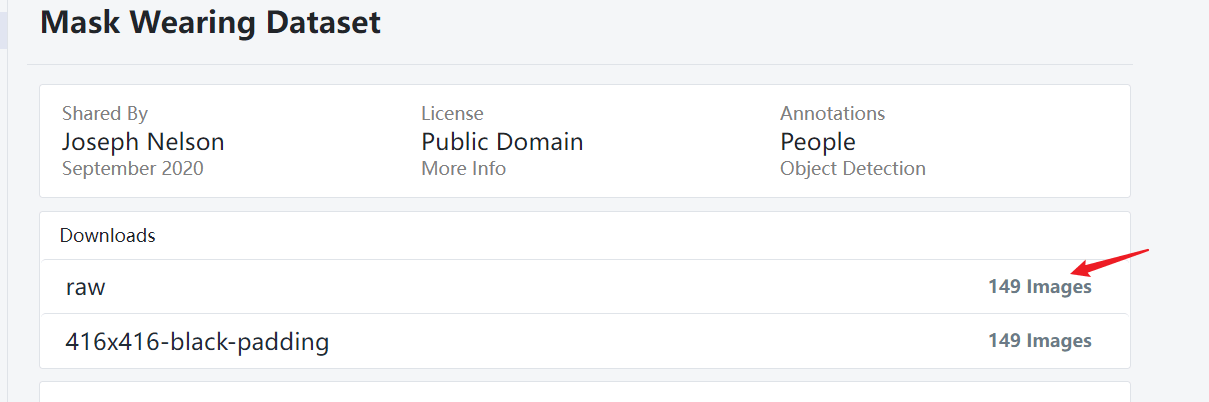 Mask Wearing Dataset
Shared By
Joseph Nelson
September 2020
License
Public Domain
More Info
Annotations
People
Object Detection
Downloads
raw
149 Images
416x416-black-padding
149 Images